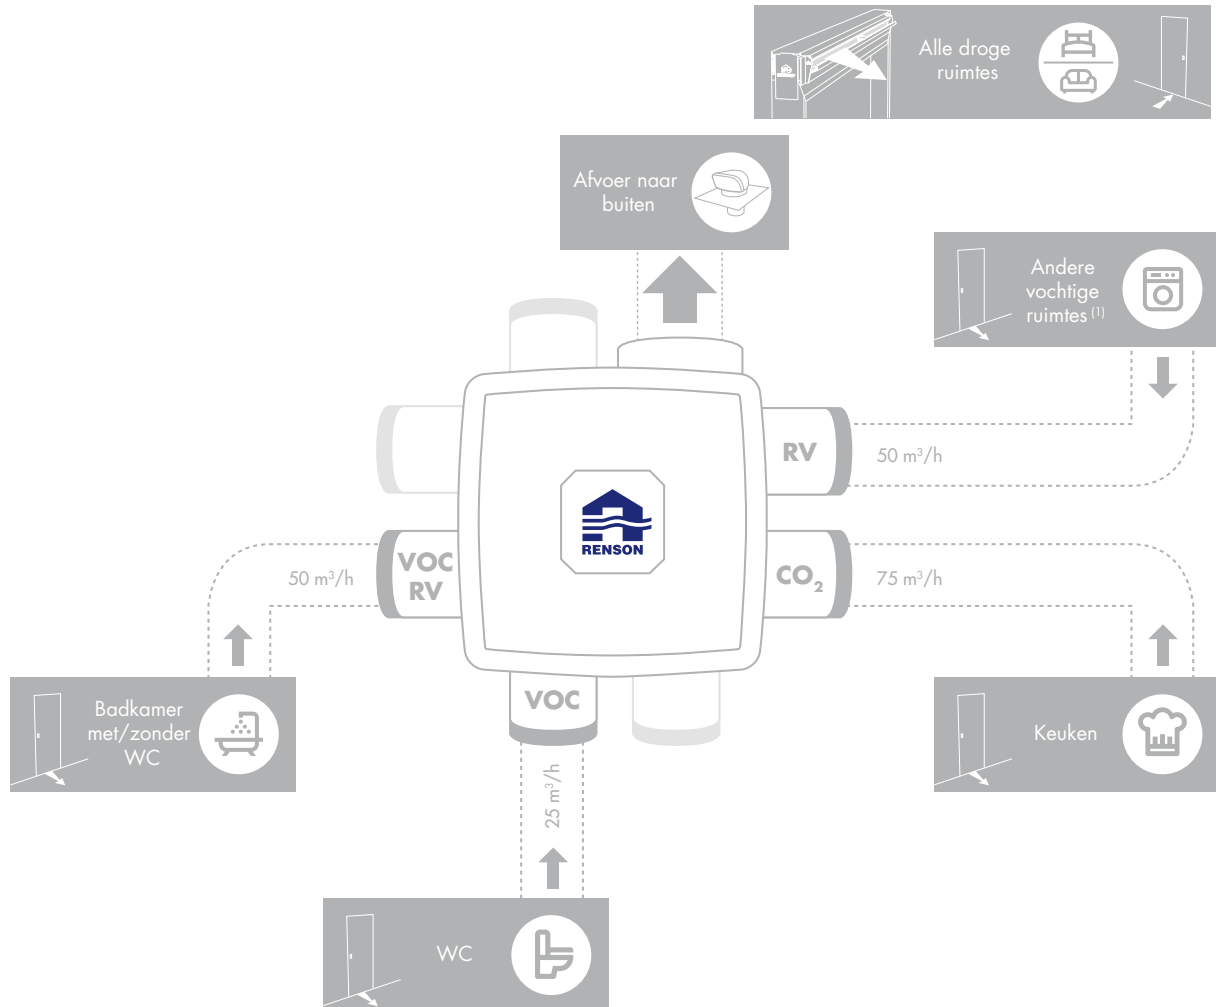 Alle droge
ruimtes
Afvoer naar
buiten
Andere
vochtige
ruimtes (1)
RV
50 m³/h
RENSON
50 m³/h
VOC
RV
CO₂
75 m³/h
VOC
Badkamer
met/zonder
WC
Keuken
25 m³/h
WC